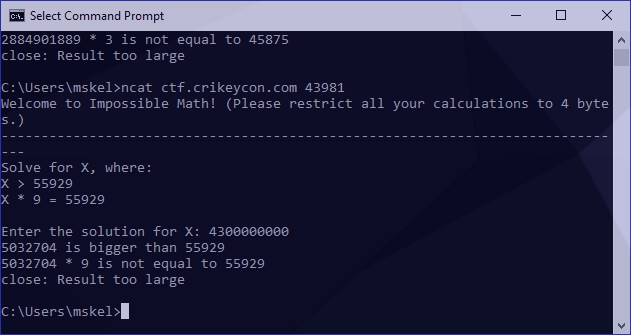 Select Command Prompt
2884901889 * 3 is not equal to 45875
close: Result too large
C:\Users\mskel>ncat ctf.crikeycon.com 43981
Welcome to Impossible Math! (Please restrict all your calculations to 4 byte
s.)
----------------------------------------------------------------------------
---
Solve for X, where:
X > 55929
X * 9 = 55929
Enter the solution for X: 4300000000
5032704 is bigger than 55929
5032704 * 9 is not equal to 55929
close: Result too large
C:\Users\mskel>